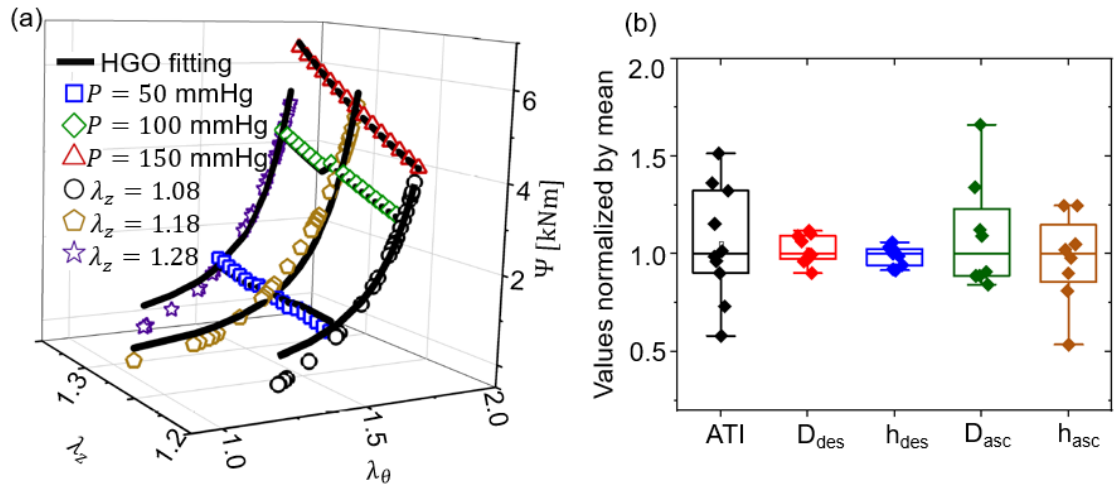 (a)
HGO fitting
P = 50 mmHg
P = 100 mmHg
P = 150 mmHg
λz = 1.08
λz = 1.18
λz = 1.28
6
4
2
Ψ [kNm]
1.3
1.2
λz
1.0
1.5
2.0
λθ
(b)
Values normalized by mean
2.0
1.5
1.0
0.5
ATI
Ddes
hdes
Dasc
hasc